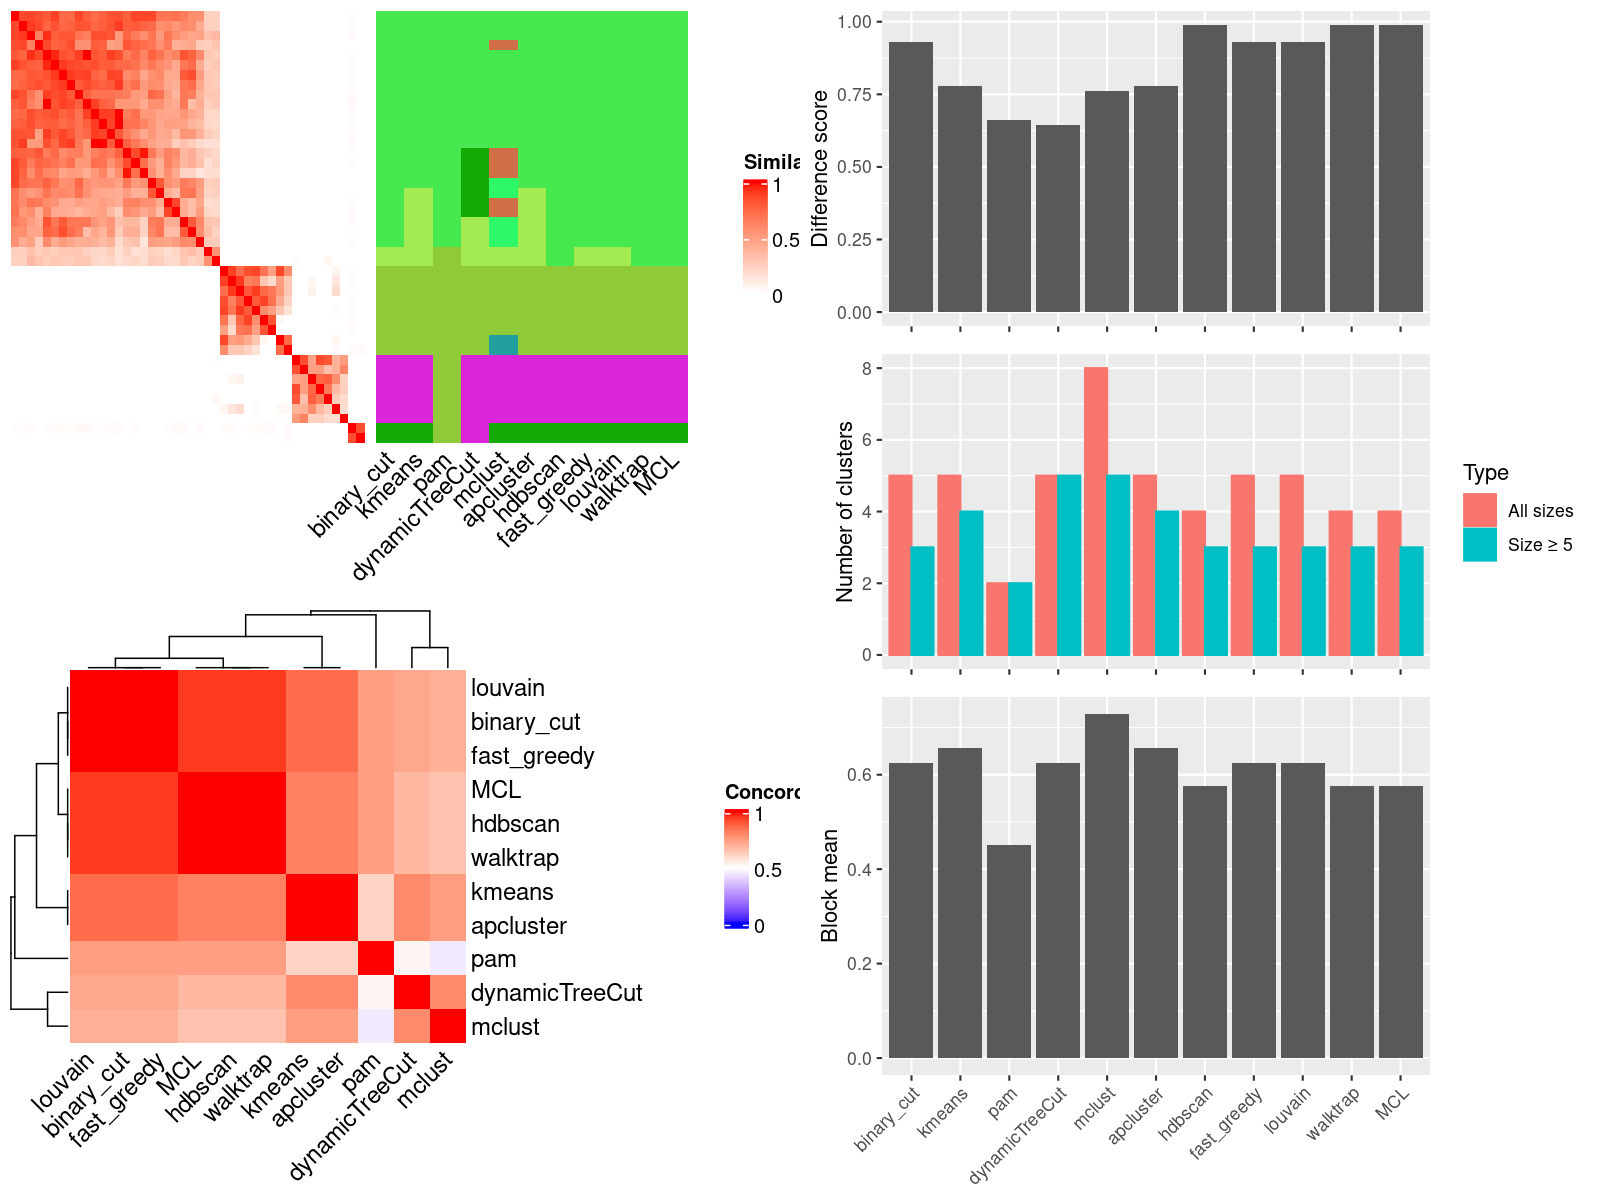 Simila
1
0.5
0
binary_cut
kmeans
pam
dynamicTreeCut
mclust
apcluster
hdbscan
fast_greedy
louvain
walktrap
MCL
louvain
binary_cut
fast_greedy
MCL
hdbscan
walktrap
kmeans
apcluster
pam
dynamicTreeCut
mclust
louvain
binary_cut
fast_greedy
MCL
hdbscan
walktrap
kmeans
apcluster
pam
dynamicTreeCut
mclust
Concord
1
0.5
0
Difference score
1.00
0.75
0.50
0.25
0.00
Number of clusters
8
6
4
2
0
Type
All sizes
Size ≥ 5
Block mean
0.6
0.4
0.2
0.0
binary_cut
kmeans
pam
dynamicTreeCut
mclust
apcluster
hdbscan
fast_greedy
louvain
walktrap
MCL